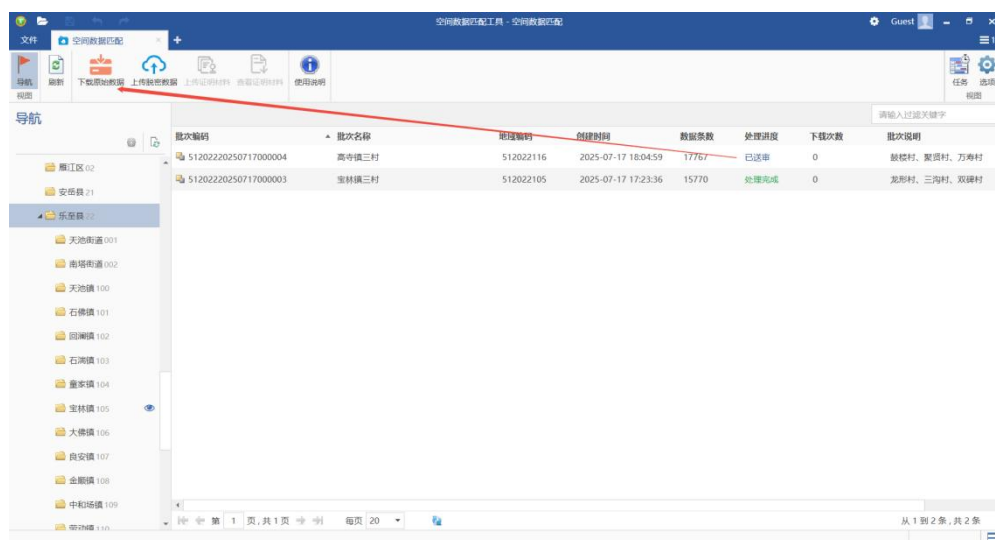 空间数据匹配工具 - 空间数据匹配
Guest
文件 空间数据匹配
导航 刷新 下载原始数据 上传脱密数据 上传证明材料 查看证明材料 使用说明 任务 选项
视图 视图
导航
请输入过滤关键字
批次编码 批次名称 地域编码 创建时间 数据条数 处理进度 下载次数 批次说明
51202220250717000004 高寺镇三村 512022116 2025-07-17 18:04:59 17767 已送审 0 鼓楼村、聚贤村、万寿村
51202220250717000003 宝林镇三村 512022105 2025-07-17 17:23:36 15770 处理完成 0 龙形村、三沟村、双碑村
雁江区 02
安岳县 21
乐至县 22
天池街道 001
南塔街道 002
天池镇 100
石佛镇 101
回澜镇 102
石湍镇 103
童家镇 104
宝林镇 105
大佛镇 106
良安镇 107
金顺镇 108
中和场镇 109
劳动镇 110
第 1 页,共1页 每页 20
从1到2条,共2条